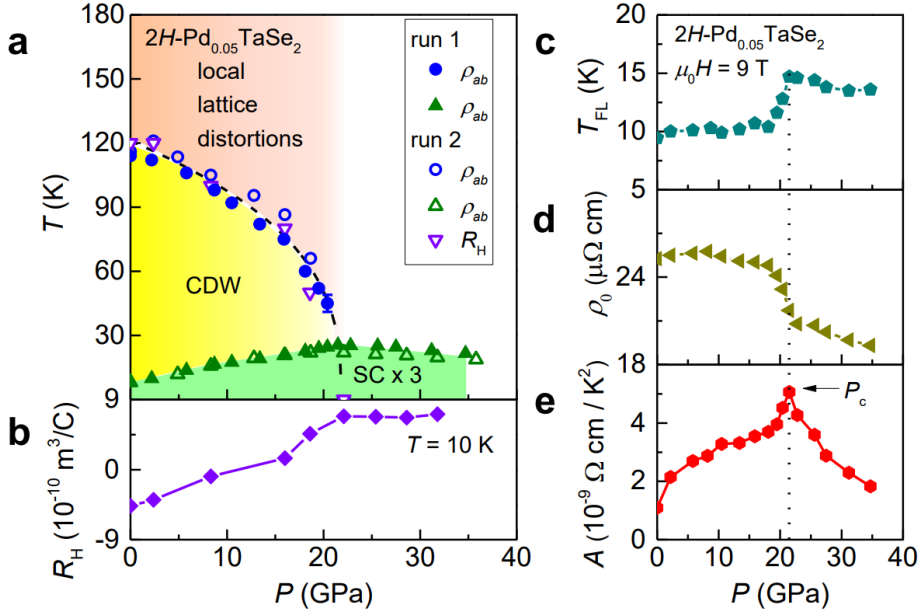 a
180
150
120
90
60
30
T (K)
2H-Pd0.05TaSe2
local
lattice
distortions
run 1
ρab
ρab
run 2
ρab
ρab
RH
CDW
SC x 3
b
9
0
-9
RH (10-10 m3/C)
T = 10 K
0 10 20 30 40
P (GPa)
c
20
15
10
5
TFL (K)
2H-Pd0.05TaSe2
μ0H = 9 T
d
24
18
ρ0 (μΩ cm)
e
6
4
2
0
A (10-9 Ω cm / K2)
Pc
0 10 20 30 40
P (GPa)